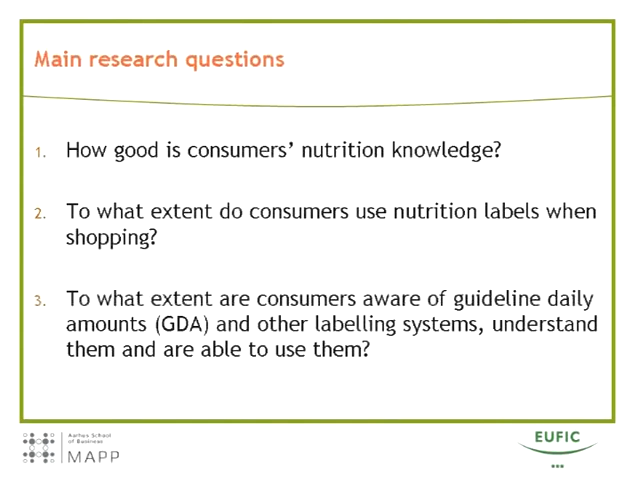 Main research questions
1. How good is consumers’ nutrition knowledge?
2. To what extent do consumers use nutrition labels when
shopping?
3. To what extent are consumers aware of guideline daily
amounts (GDA) and other labelling systems, understand
them and are able to use them?
Aarhus School
of Business
MAPP
EUFIC